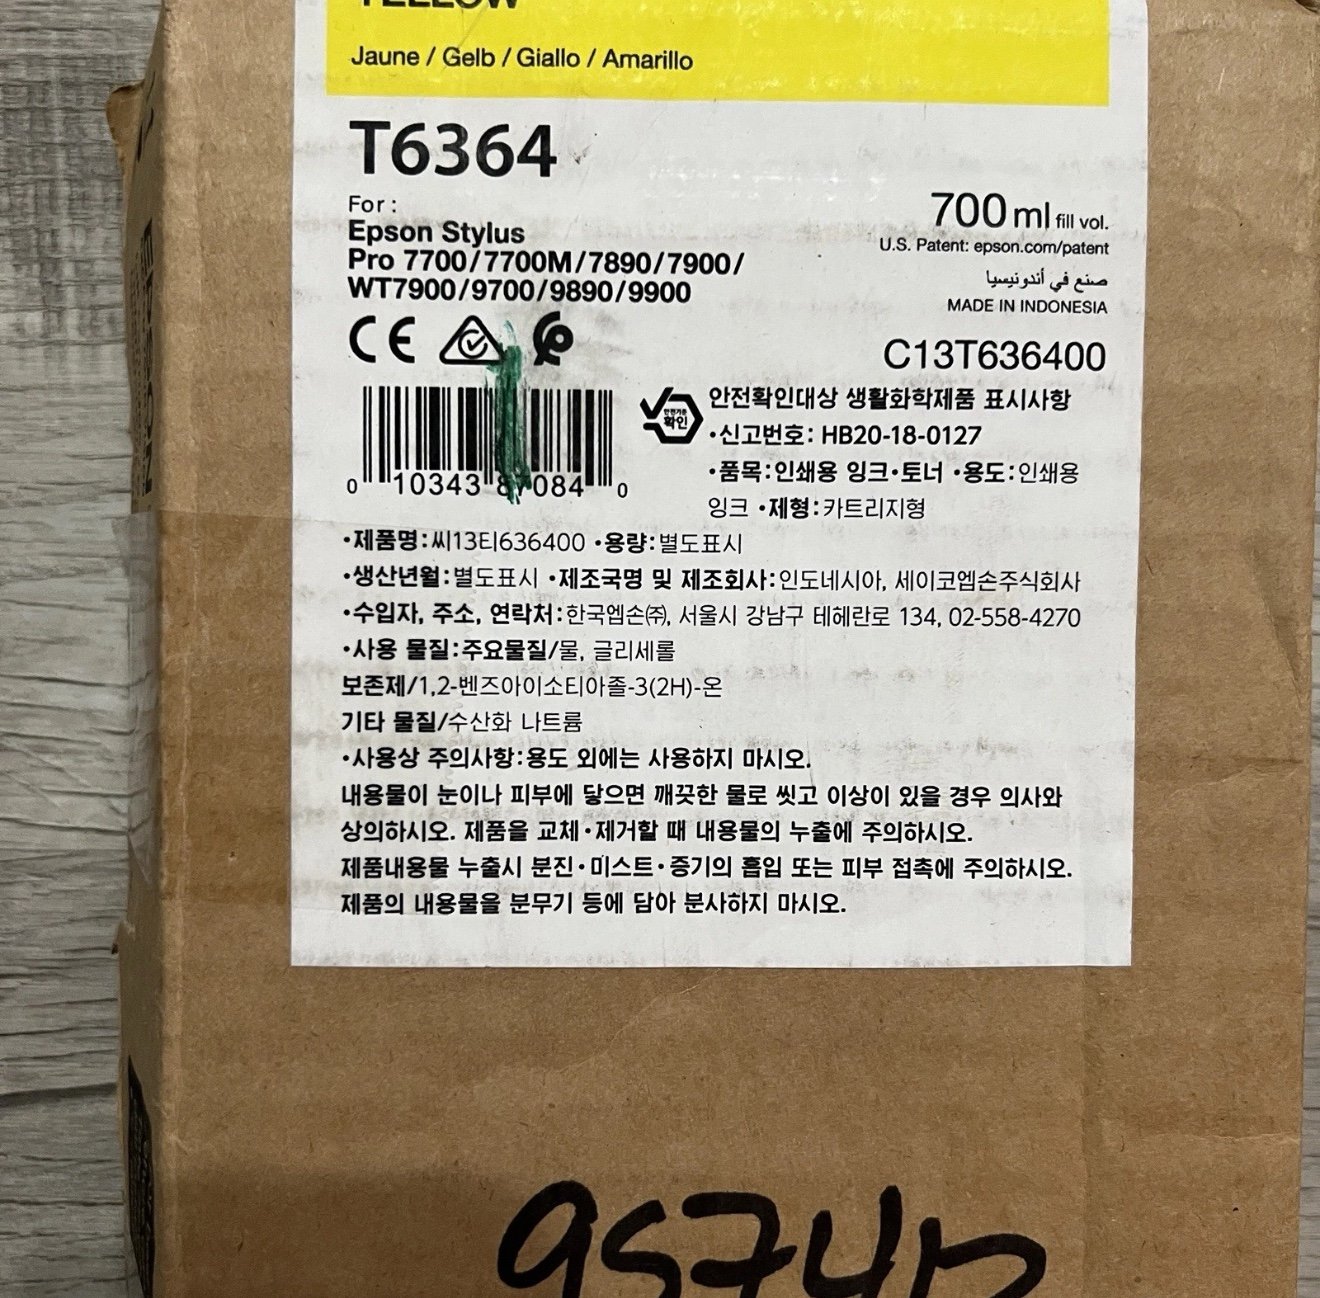 YELLOW
Jaune / Gelb / Giallo / Amarillo
T6364
For :
Epson Stylus
Pro 7700/7700M/7890/7900/
WT7900/9700/9890/9900
700 ml fill vol.
U.S. Patent: epson.com/patent
صنع في أندونيسيا
MADE IN INDONESIA
C13T636400
CE
0 10343 87084 0
안전기준
확인
안전확인대상 생활화학제품 표시사항
•신고번호: HB20-18-0127
•품목:인쇄용 잉크•토너 •용도:인쇄용
잉크 •제형:카트리지형
•제품명:씨13티636400 •용량:별도표시
•생산년월:별도표시 •제조국명 및 제조회사:인도네시아, 세이코엡손주식회사
•수입자, 주소, 연락처:한국엡손㈜, 서울시 강남구 테헤란로 134, 02-558-4270
•사용 물질:주요물질/물, 글리세롤
보존제/1,2-벤즈아이소티아졸-3(2H)-온
기타 물질/수산화 나트륨
•사용상 주의사항:용도 외에는 사용하지 마시오.
내용물이 눈이나 피부에 닿으면 깨끗한 물로 씻고 이상이 있을 경우 의사와
상의하시오. 제품을 교체•제거할 때 내용물의 누출에 주의하시오.
제품내용물 누출시 분진•미스트•증기의 흡입 또는 피부 접촉에 주의하시오.
제품의 내용물을 분무기 등에 담아 분사하지 마시오.
EPSON